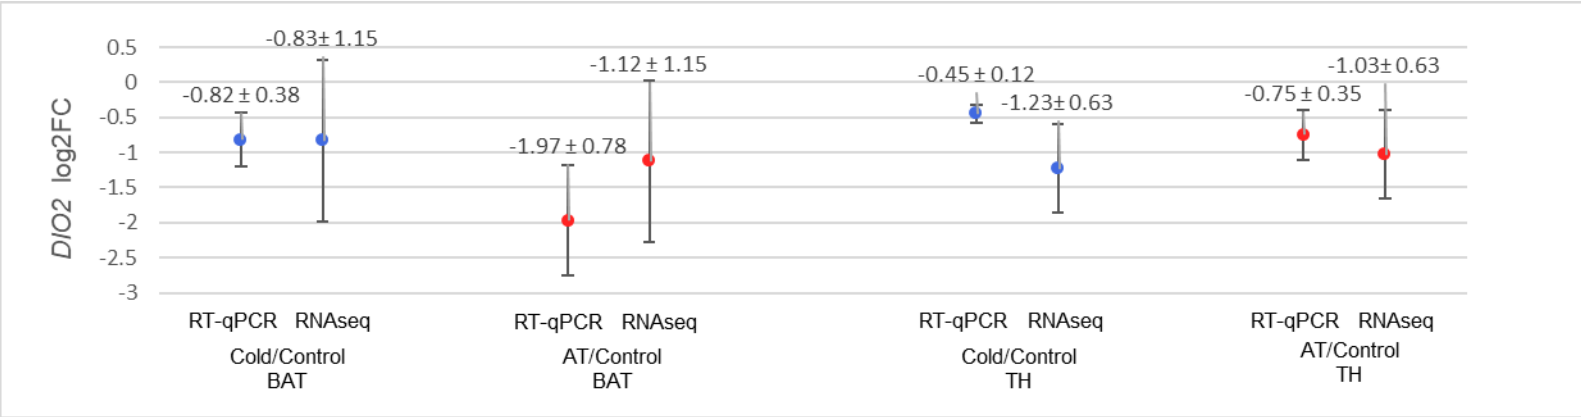 -0.83± 1.15
0.5
-1.12 ± 1.15
-1.03± 0.63
0
-0.45 ± 0.12
-0.82 ± 0.38
-0.75 ± 0.35
-1.23± 0.63
-0.5
-1
-1.97 ± 0.78
-1.5
-2
-2.5
-3
DIO2 log2FC
RT-qPCR RNAseq RT-qPCR RNAseq RT-qPCR RNAseq RT-qPCR RNAseq
Cold/Control AT/Control Cold/Control AT/Control
BAT BAT TH TH